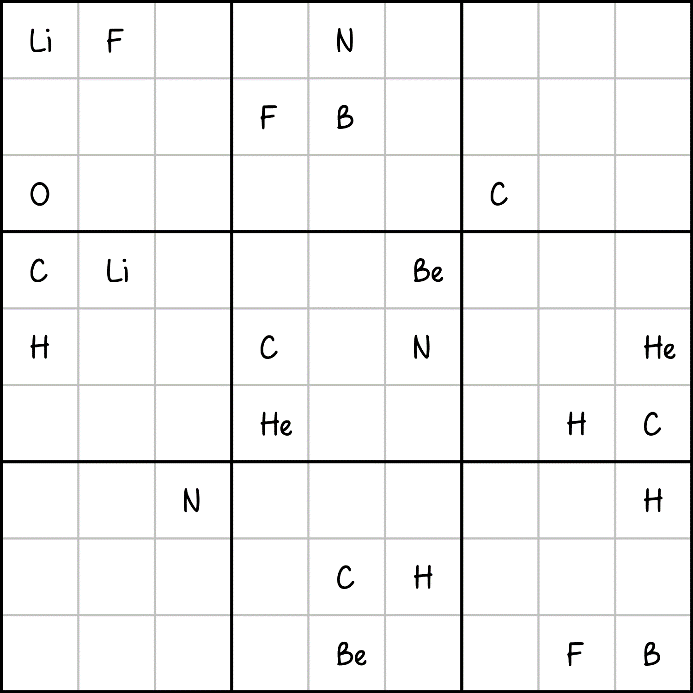 Li F N
F B
O C
C Li Be
H C N He
He H C
N H
C H
Be F B